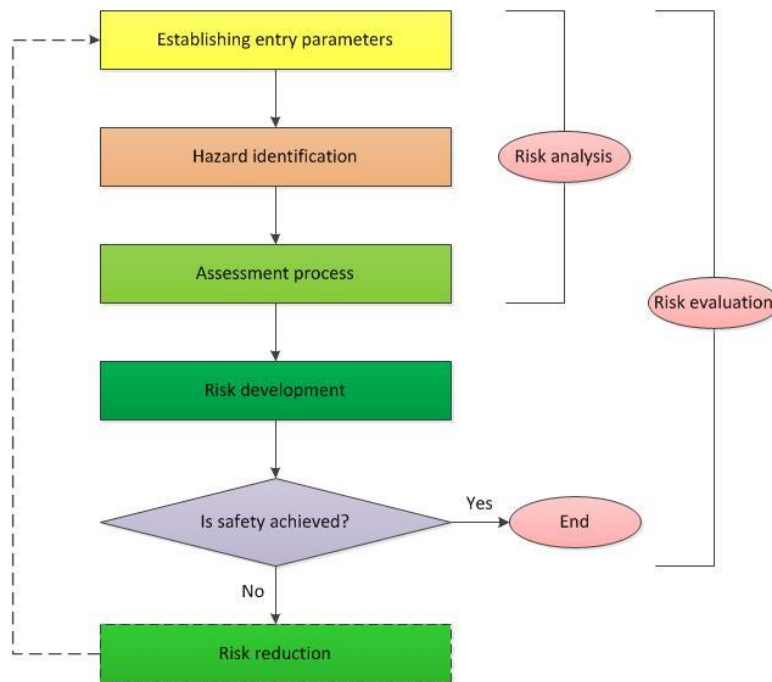 Establishing entry parameters
Hazard identification
Risk analysis
Assessment process
Risk evaluation
Risk development
Is safety achieved?
Yes
End
No
Risk reduction